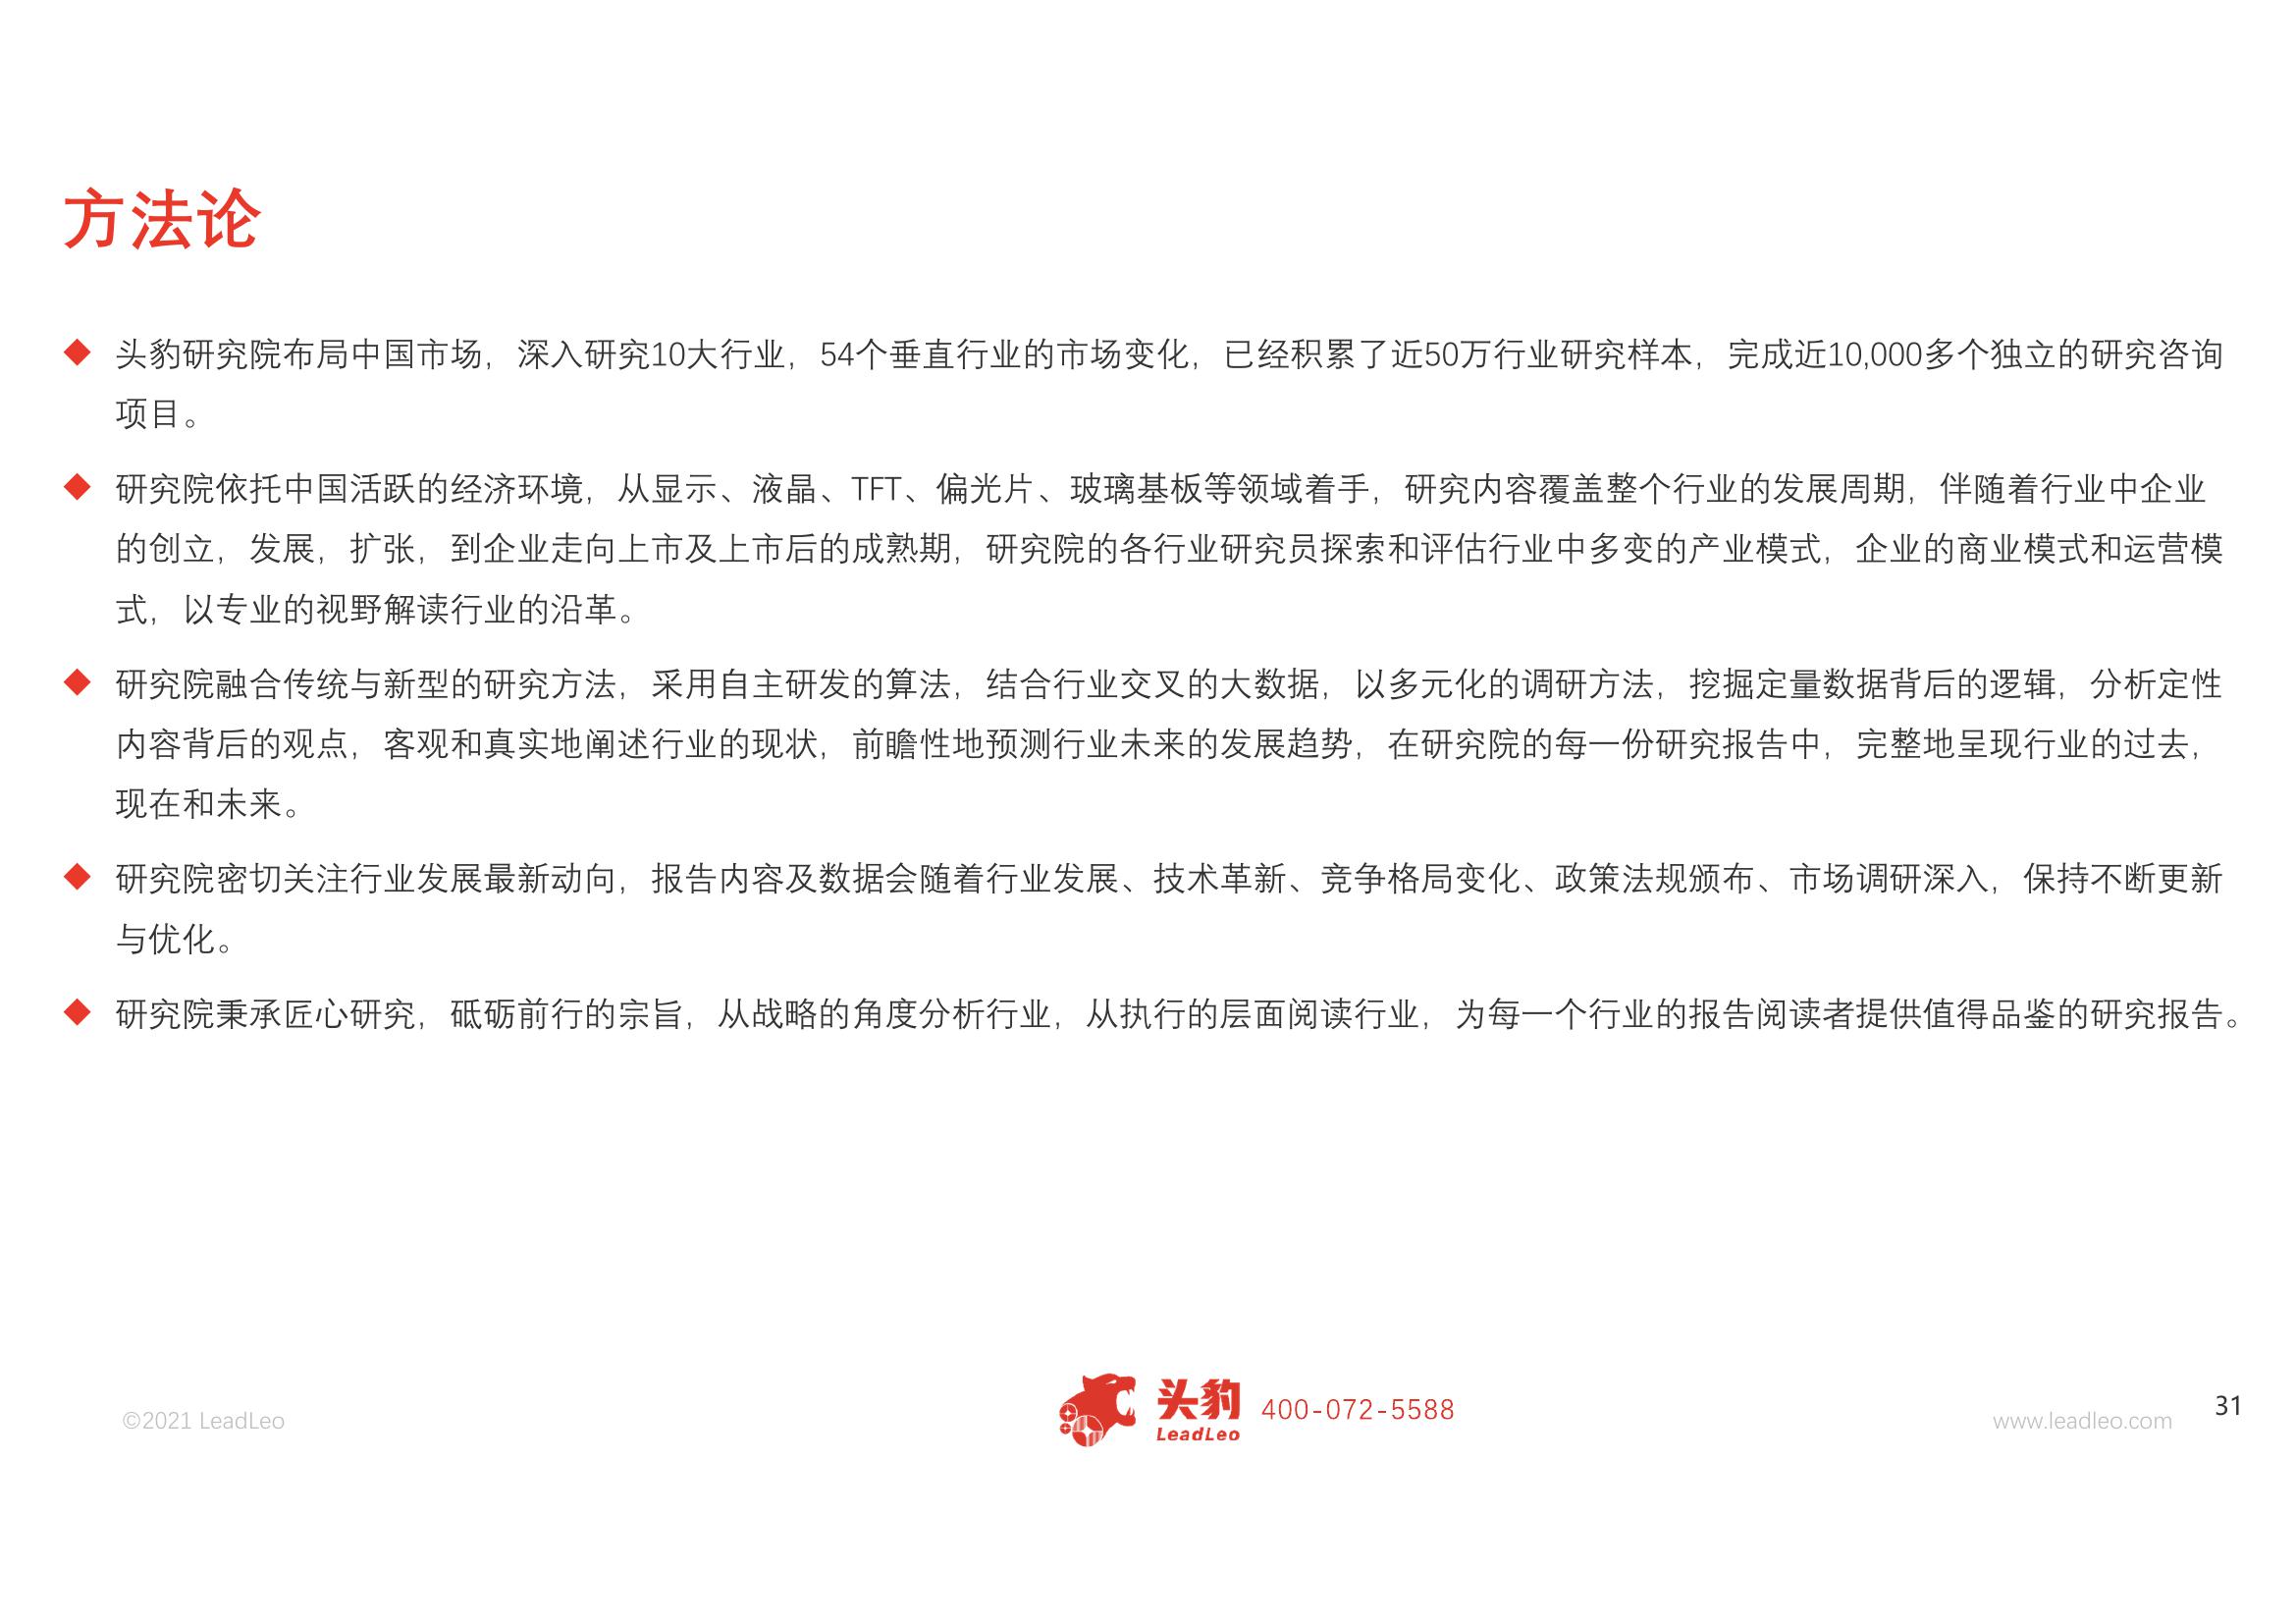 方法论
◆ 头豹研究院布局中国市场，深入研究10大行业，54个垂直行业的市场变化，已经积累了近50万行业研究样本，完成近10,000多个独立的研究咨询
项目。
◆ 研究院依托中国活跃的经济环境，从显示、液晶、TFT、偏光片、玻璃基板等领域着手，研究内容覆盖整个行业的发展周期，伴随着行业中企业
的创立，发展，扩张，到企业走向上市及上市后的成熟期，研究院的各行业研究员探索和评估行业中多变的产业模式，企业的商业模式和运营模
式，以专业的视野解读行业的沿革。
◆ 研究院融合传统与新型的研究方法，采用自主研发的算法，结合行业交叉的大数据，以多元化的调研方法，挖掘定量数据背后的逻辑，分析定性
内容背后的观点，客观和真实地阐述行业的现状，前瞻性地预测行业未来的发展趋势，在研究院的每一份研究报告中，完整地呈现行业的过去，
现在和未来。
◆ 研究院密切关注行业发展最新动向，报告内容及数据会随着行业发展、技术革新、竞争格局变化、政策法规颁布、市场调研深入，保持不断更新
与优化。
◆ 研究院秉承匠心研究，砥砺前行的宗旨，从战略的角度分析行业，从执行的层面阅读行业，为每一个行业的报告阅读者提供值得品鉴的研究报告。
©2021 LeadLeo
头豹
LeadLeo
400-072-5588
www.leadleo.com
31